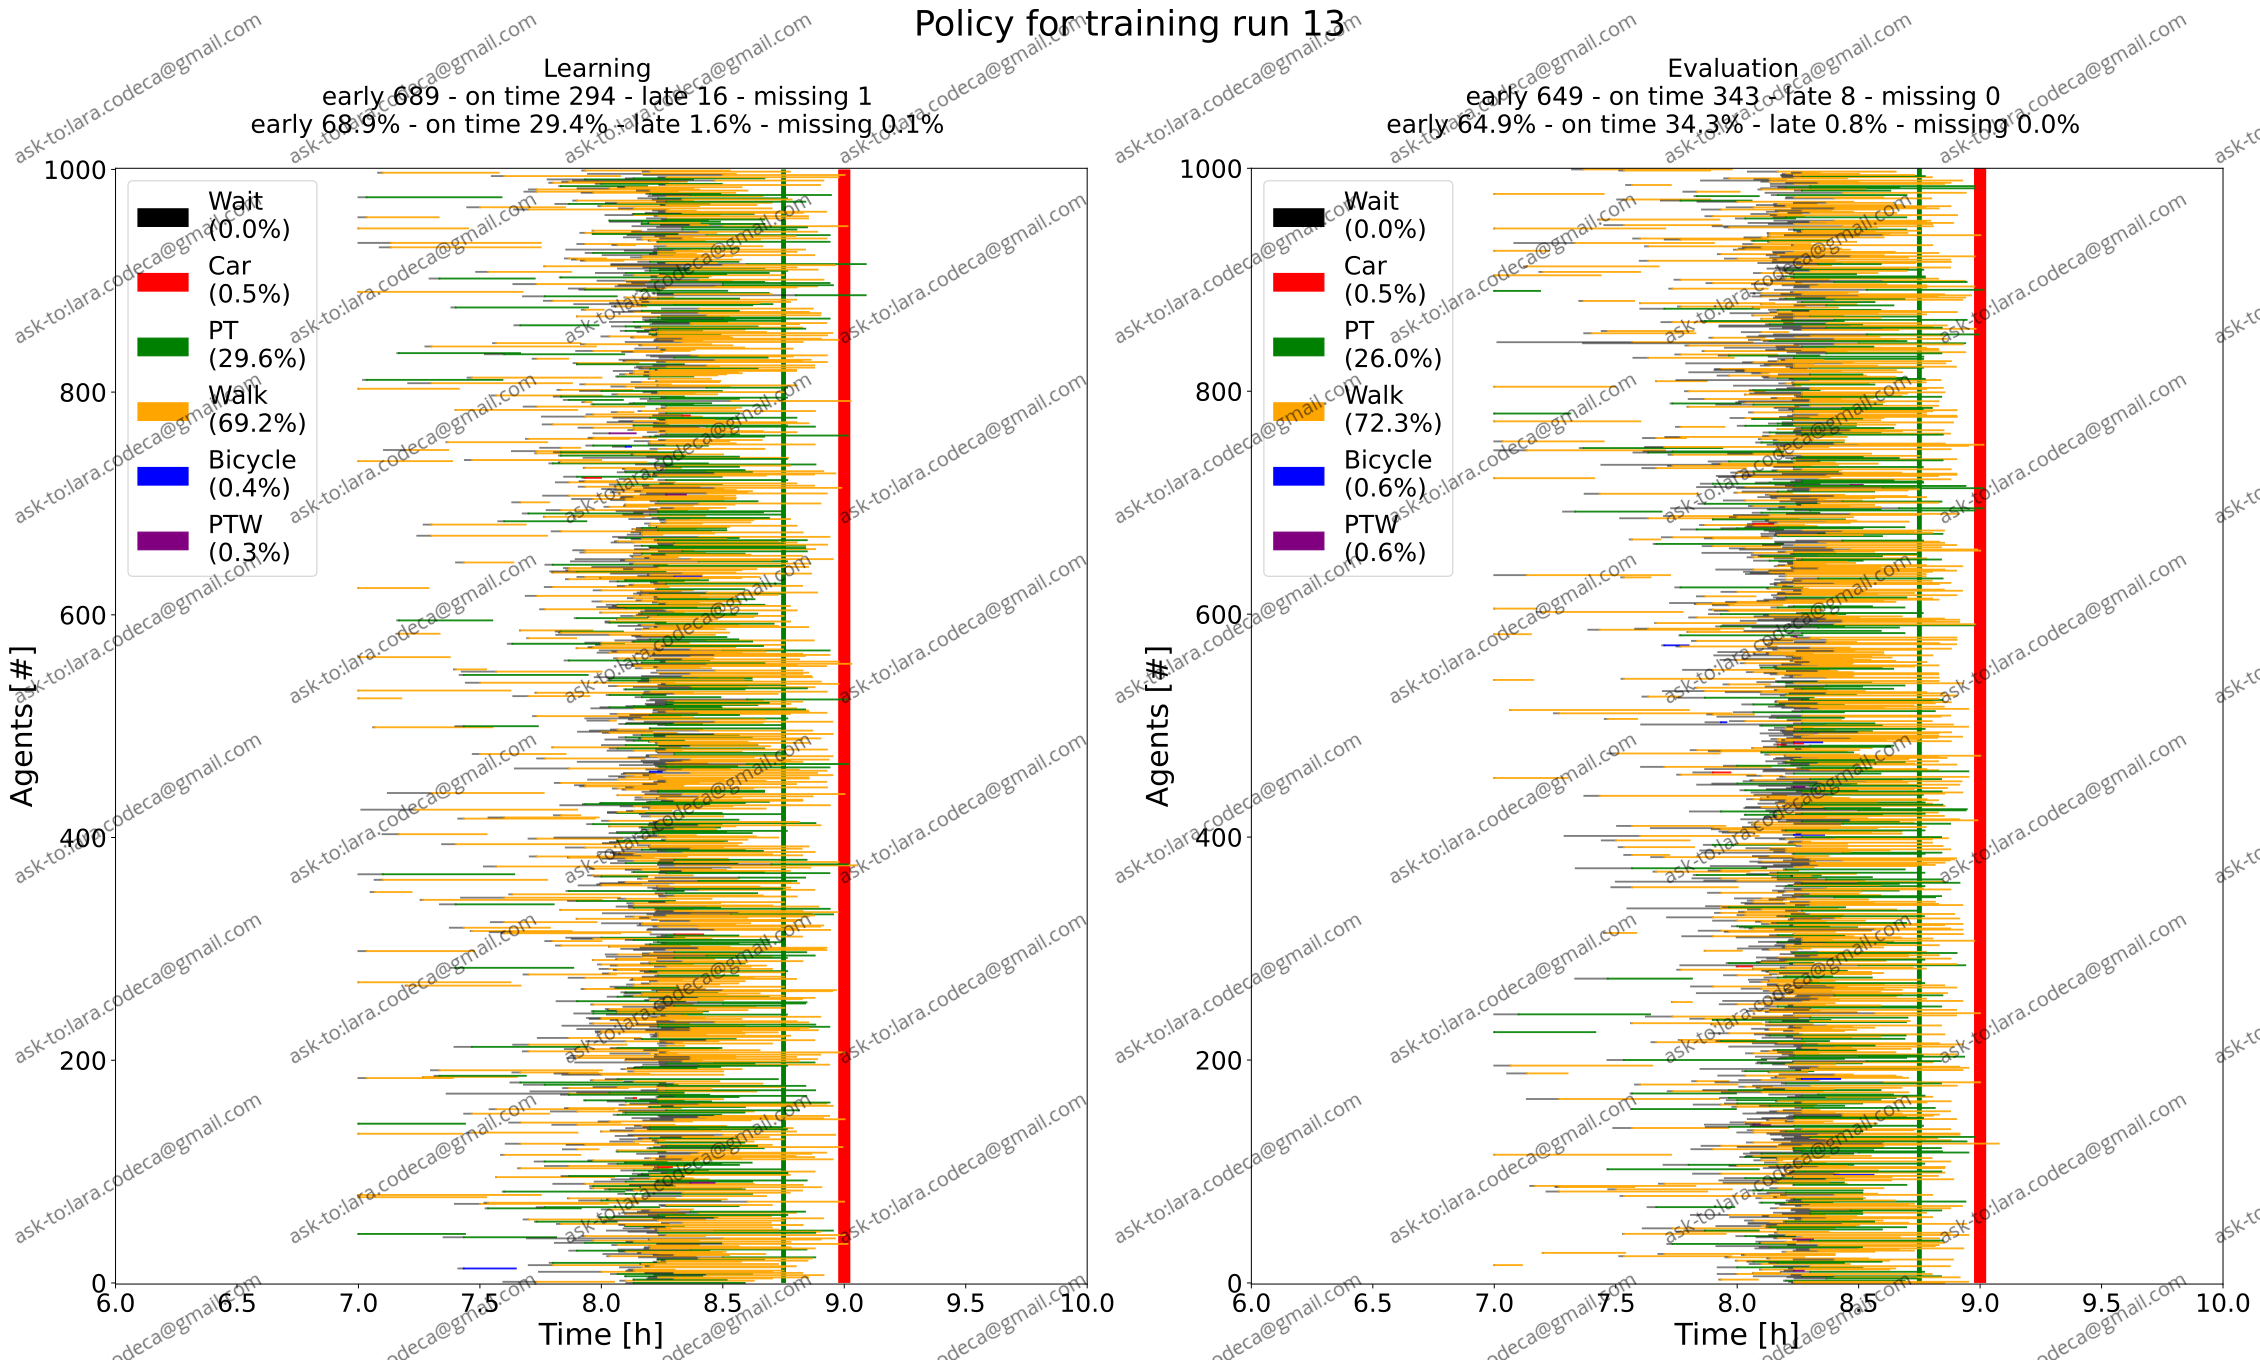 Policy for training run 13
Learning
early 689 - on time 294 - late 16 - missing 1
early 68.9% - on time 29.4% - late 1.6% - missing 0.1%
Wait
(0.0%)
Car
(0.5%)
PT
(29.6%)
Walk
(69.2%)
Bicycle
(0.4%)
PTW
(0.3%)
1000
800
600
400
200
0
Agents [#]
6.0 6.5 7.0 7.5 8.0 8.5 9.0 9.5 10.0
Time [h]
Evaluation
early 649 - on time 343 - late 8 - missing 0
early 64.9% - on time 34.3% - late 0.8% - missing 0.0%
Wait
(0.0%)
Car
(0.5%)
PT
(26.0%)
Walk
(72.3%)
Bicycle
(0.6%)
PTW
(0.6%)
1000
800
600
400
200
0
Agents [#]
6.0 6.5 7.0 7.5 8.0 8.5 9.0 9.5 10.0
Time [h]
ask-to:lara.codeca@gmail.com